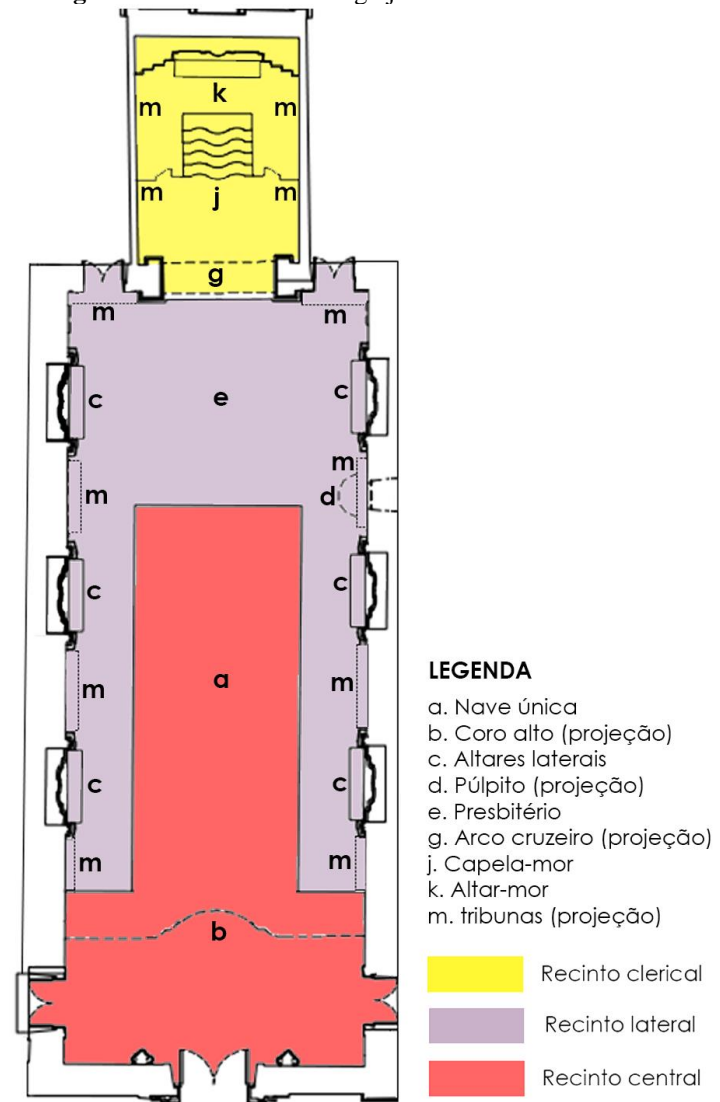 k
m
m
m
m
j
g
m
m
c
c
e
m
m
d
c
c
a
m
m
c
c
m
m
b
LEGENDA
a. Nave única
b. Coro alto (projeção)
c. Altares laterais
d. Púlpito (projeção)
e. Presbitério
g. Arco cruzeiro (projeção)
j. Capela-mor
k. Altar-mor
m. tribunas (projeção)
Recinto clerical
Recinto lateral
Recinto central